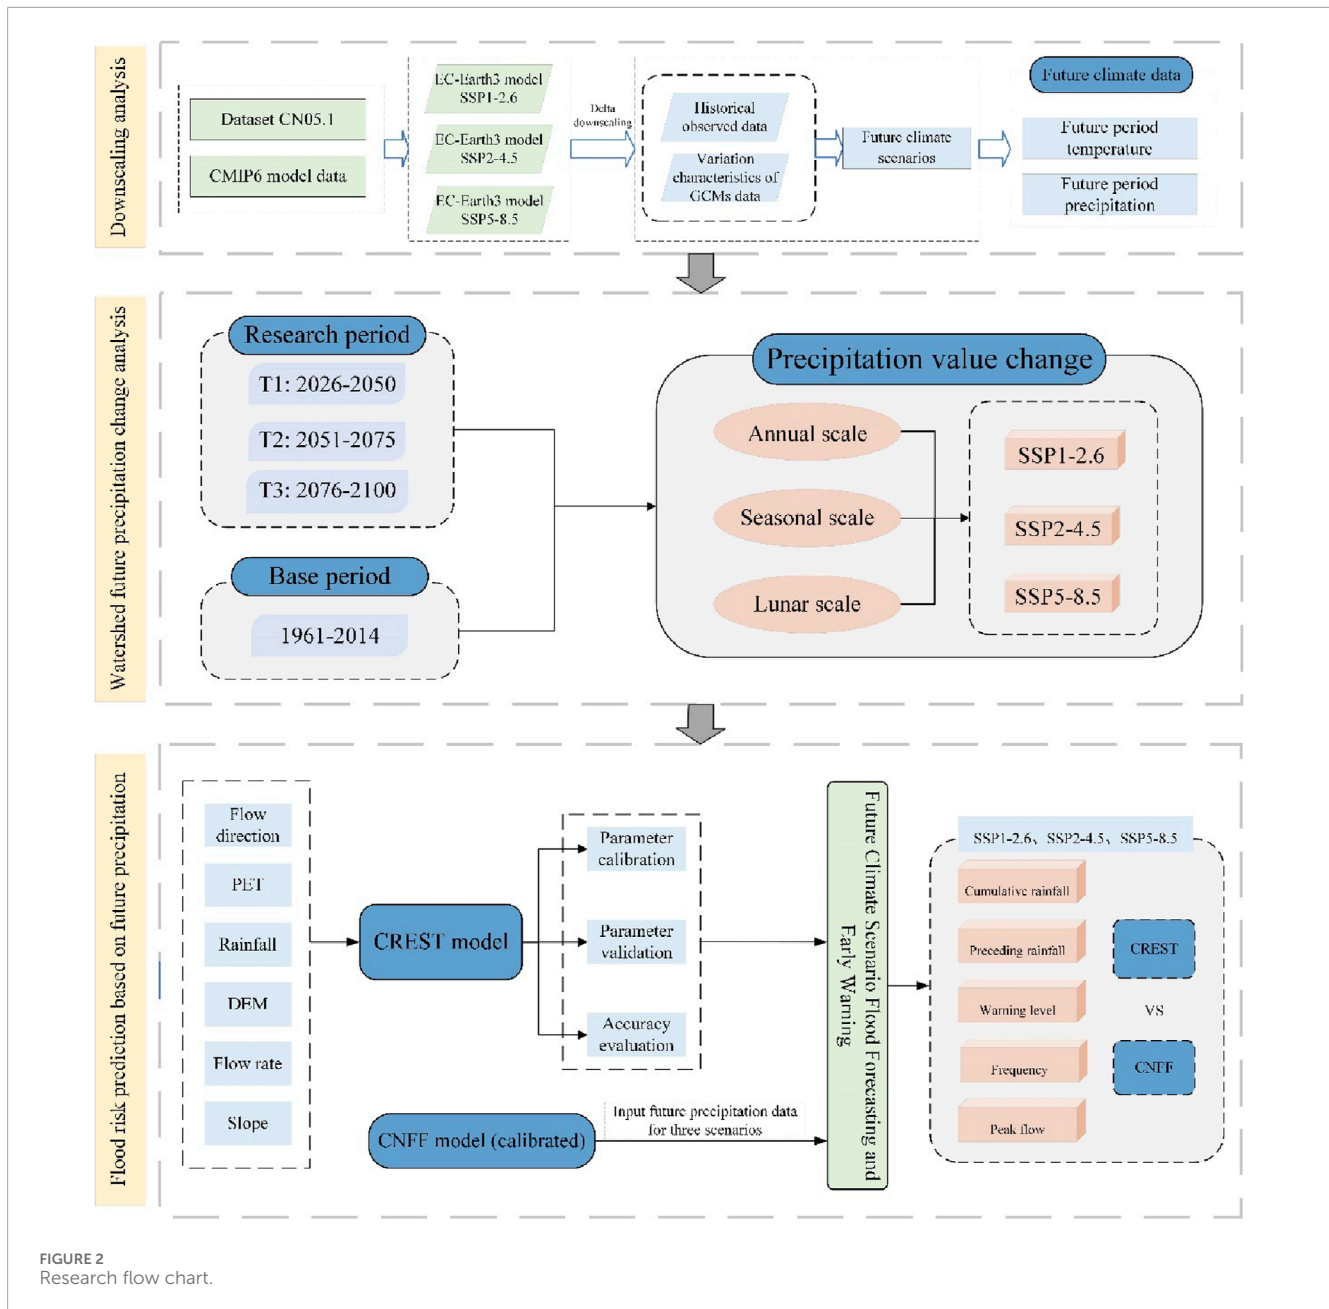 Downscaling analysis
Dataset CN05.1
CMIP6 model data
EC-Earth3 model
SSP1-2.6
EC-Earth3 model
SSP2-4.5
EC-Earth3 model
SSP5-8.5
Delta
downscaling
Historical
observed data
Variation
characteristics of
GCMs data
Future climate
scenarios
Future climate data
Future period
temperature
Future period
precipitation
Watershed future precipitation change analysis
Research period
T1: 2026-2050
T2: 2051-2075
T3: 2076-2100
Base period
1961-2014
Precipitation value change
Annual scale
Seasonal scale
Lunar scale
SSP1-2.6
SSP2-4.5
SSP5-8.5
Flood risk prediction based on future precipitation
Flow
direction
PET
Rainfall
DEM
Flow rate
Slope
CREST model
Parameter
calibration
Parameter
validation
Accuracy
evaluation
CNFF model (calibrated)
Input future precipitation data
for three scenarios
Future Climate Scenario Flood Forecasting and
Early Warning
SSP1-2.6、SSP2-4.5、SSP5-8.5
Cumulative rainfall
Preceding rainfall
Warning level
Frequency
Peak flow
CREST
VS
CNFF
FIGURE 2
Research flow chart.